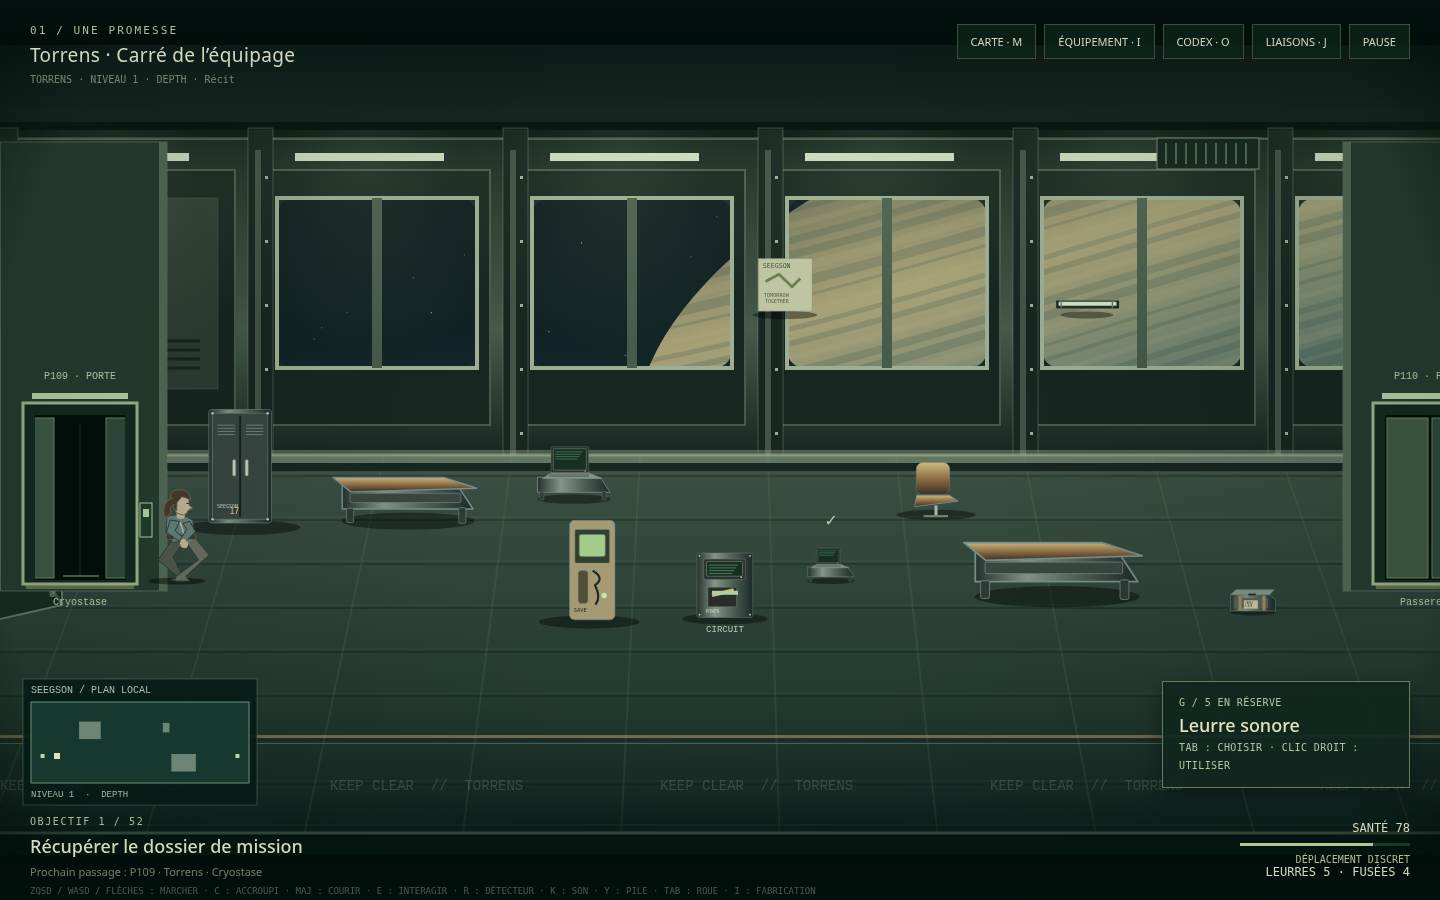 01 / UNE PROMESSE
Torrens · Carré de l’équipage
TORRENS · NIVEAU 1 · DEPTH · Récit
CARTE · M
ÉQUIPEMENT · I
CODEX · O
LIAISONS · J
PAUSE
SEEGSON
TOMORROW
TOGETHER
P109 · PORTE
P110 · P
SEEGSON
17
✓
SAVE
CIRCUIT
Cryostase
Passere
SEEGSON / PLAN LOCAL
NIVEAU 1 · DEPTH
G / 5 EN RÉSERVE
Leurre sonore
TAB : CHOISIR · CLIC DROIT :
UTILISER
KEEP CLEAR // TORRENS
KEEP CLEAR // TORRENS
KEEP CLEAR // TORRENS
OBJECTIF 1 / 52
Récupérer le dossier de mission
Prochain passage : P109 · Torrens · Cryostase
ZQSD / WASD / FLÈCHES : MARCHER · C : ACCROUPI · MAJ : COURIR · E : INTERAGIR · R : DÉTECTEUR · K : SON · Y : PILE · TAB : ROUE · I : FABRICATION
SANTÉ 78
DÉPLACEMENT DISCRET
LEURRES 5 · FUSÉES 4